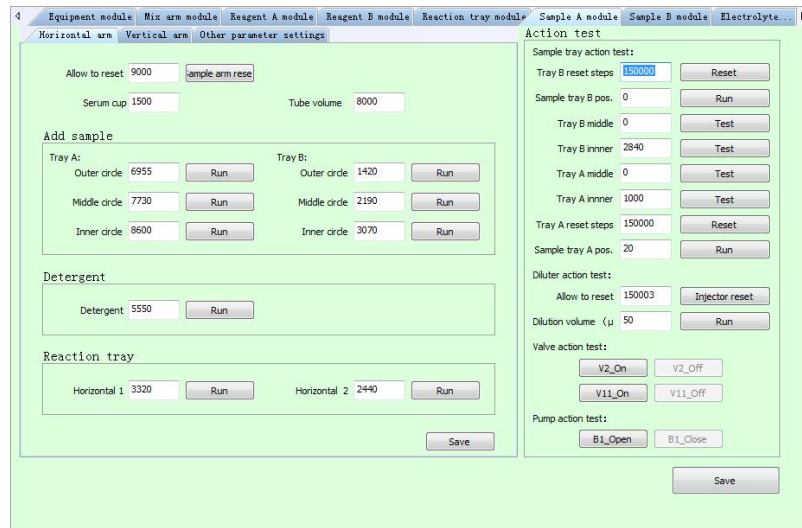 Equipment module Mix arm module Reagent A module Reagent B module Reaction tray module Sample A module Sample B module Electrolyte...
Horizontal arm Vertical arm Other parameter settings
Allow to reset 9000 ample arm rese
Serum cup 1500 Tube volume 8000
Add sample
Tray A: Tray B:
Outer circle 6955 Run Outer circle 1420 Run
Middle circle 7730 Run Middle circle 2190 Run
Inner circle 8600 Run Inner circle 3070 Run
Detergent
Detergent 5550 Run
Reaction tray
Horizontal 1 3320 Run Horizontal 2 2440 Run
Save
Action test
Sample tray action test:
Tray B reset steps 150000 Reset
Sample tray B pos. 0 Run
Tray B middle 0 Test
Tray B innner 2840 Test
Tray A middle 0 Test
Tray A innner 1000 Test
Tray A reset steps 150000 Reset
Sample tray A pos. 20 Run
Diluter action test:
Allow to reset 150003 Injector reset
Dilution volume (μ 50 Run
Valve action test:
V2_On V2_Off
V11_On V11_Off
Pump action test:
B1_Open B1_Close
Save